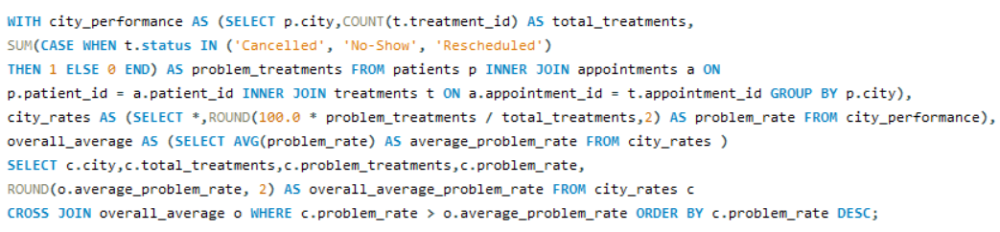 WITH city_performance AS (SELECT p.city,COUNT(t.treatment_id) AS total_treatments,
SUM(CASE WHEN t.status IN ('Cancelled', 'No-Show', 'Rescheduled')
THEN 1 ELSE 0 END) AS problem_treatments FROM patients p INNER JOIN appointments a ON
p.patient_id = a.patient_id INNER JOIN treatments t ON a.appointment_id = t.appointment_id GROUP BY p.city),
city_rates AS (SELECT *,ROUND(100.0 * problem_treatments / total_treatments,2) AS problem_rate FROM city_performance),
overall_average AS (SELECT AVG(problem_rate) AS average_problem_rate FROM city_rates )
SELECT c.city,c.total_treatments,c.problem_treatments,c.problem_rate,
ROUND(o.average_problem_rate, 2) AS overall_average_problem_rate FROM city_rates c
CROSS JOIN overall_average o WHERE c.problem_rate > o.average_problem_rate ORDER BY c.problem_rate DESC;